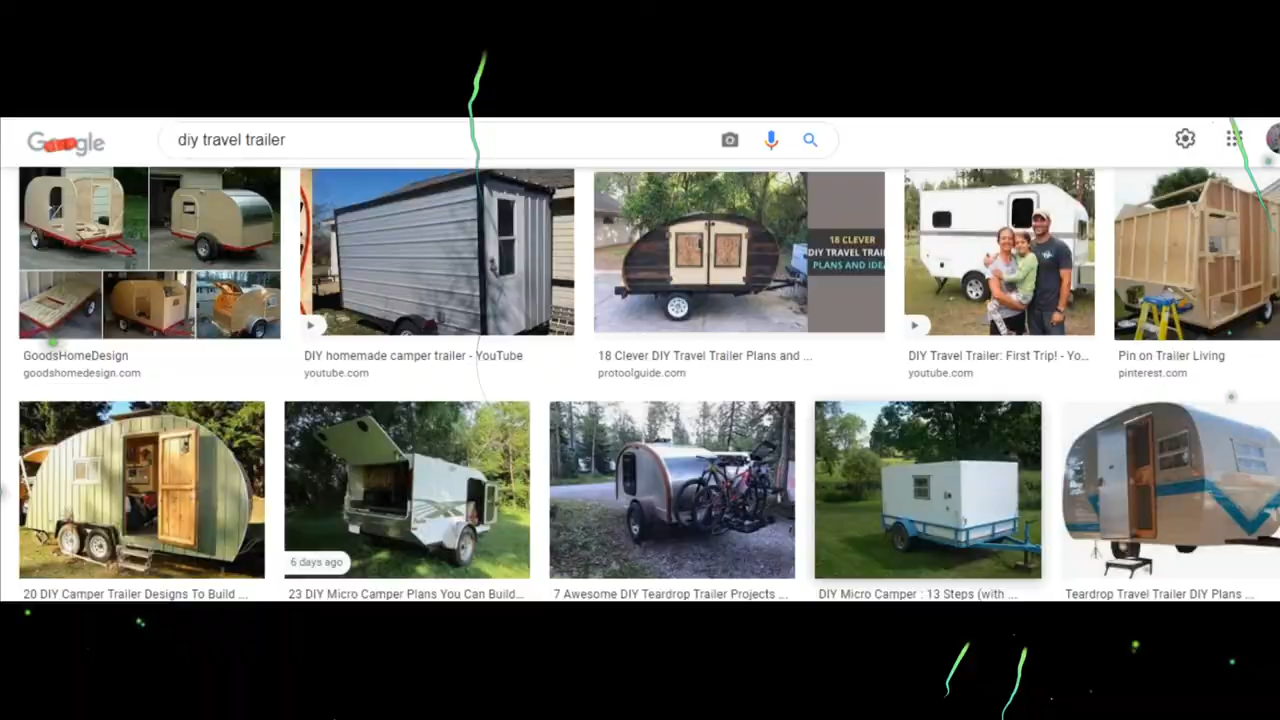 Google
diy travel trailer
18 CLEVER
DIY TRAVEL TRAI
PLANS AND IDEA
GoodsHomeDesign
goodshomedesign.com
DIY homemade camper trailer - YouTube
youtube.com
18 Clever DIY Travel Trailer Plans and ...
protoolguide.com
DIY Travel Trailer: First Trip! - Yo...
youtube.com
Pin on Trailer Living
pinterest.com
6 days ago
20 DIY Camper Trailer Designs To Build ...
23 DIY Micro Camper Plans You Can Build...
7 Awesome DIY Teardrop Trailer Projects ...
DIY Micro Camper : 13 Steps (with ...
Teardrop Travel Trailer DIY Plans ...